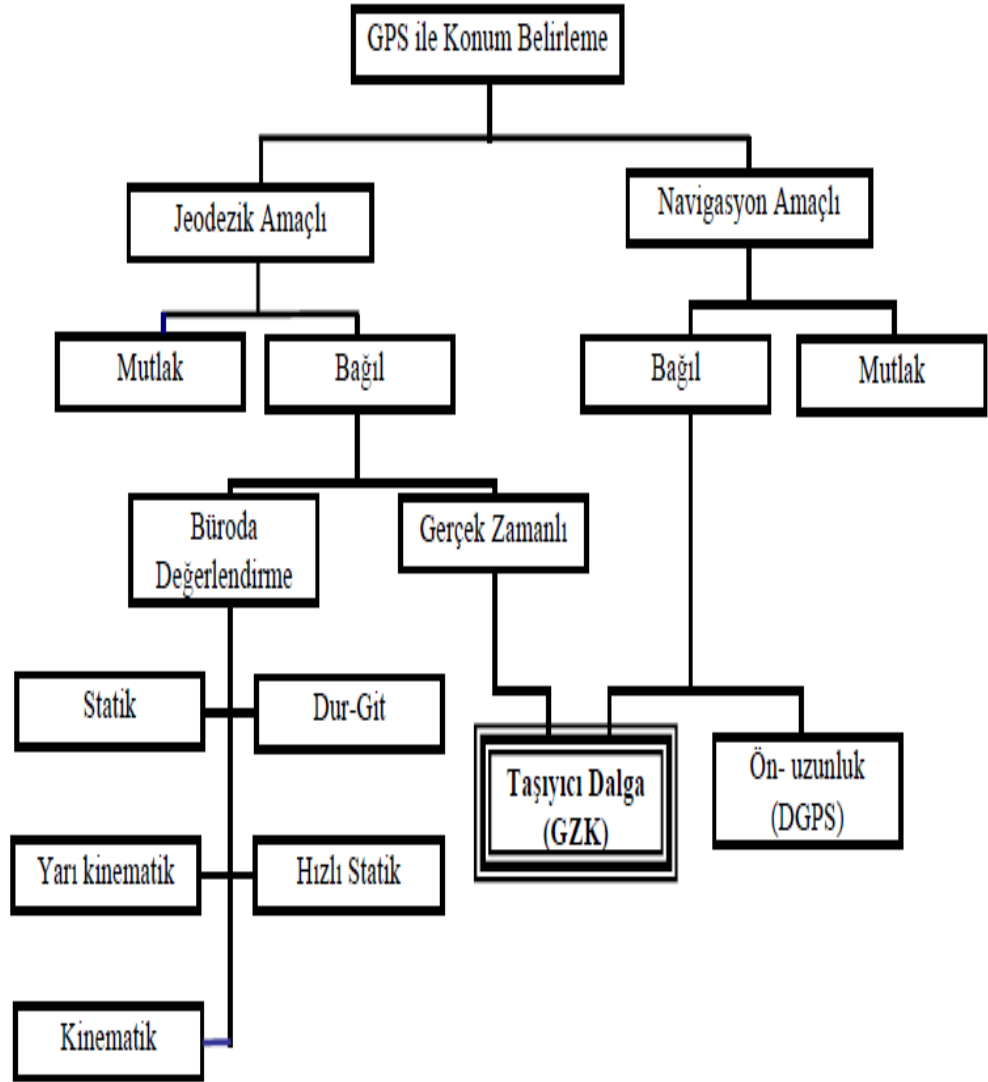 GPS ile Konum Belirleme
Jeodezik Amaçlı
Navigasyon Amaçlı
Mutlak
Bağıl
Bağıl
Mutlak
Büroda
Değerlendirme
Gerçek Zamanlı
Statik
Dur-Git
Taşıyıcı Dalga
(GZK)
Ön- uzunluk
(DGPS)
Yarı kinematik
Hızlı Statik
Kinematik